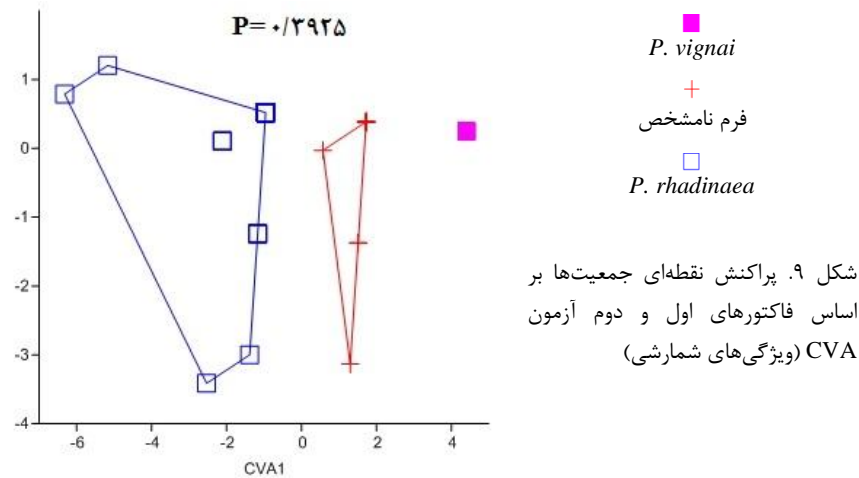 P= ۰/۳۹۲۵
1
0
-1
-2
-3
-4
-6
-4
-2
0
2
4
CVA1
P. vignai
فرم نامشخص
P. rhadinaea
شکل ۹. پراکنش نقطه‌ای جمعیت‌ها بر
اساس فاکتورهای اول و دوم آزمون
CVA (ویژگی‌های شمارشی)